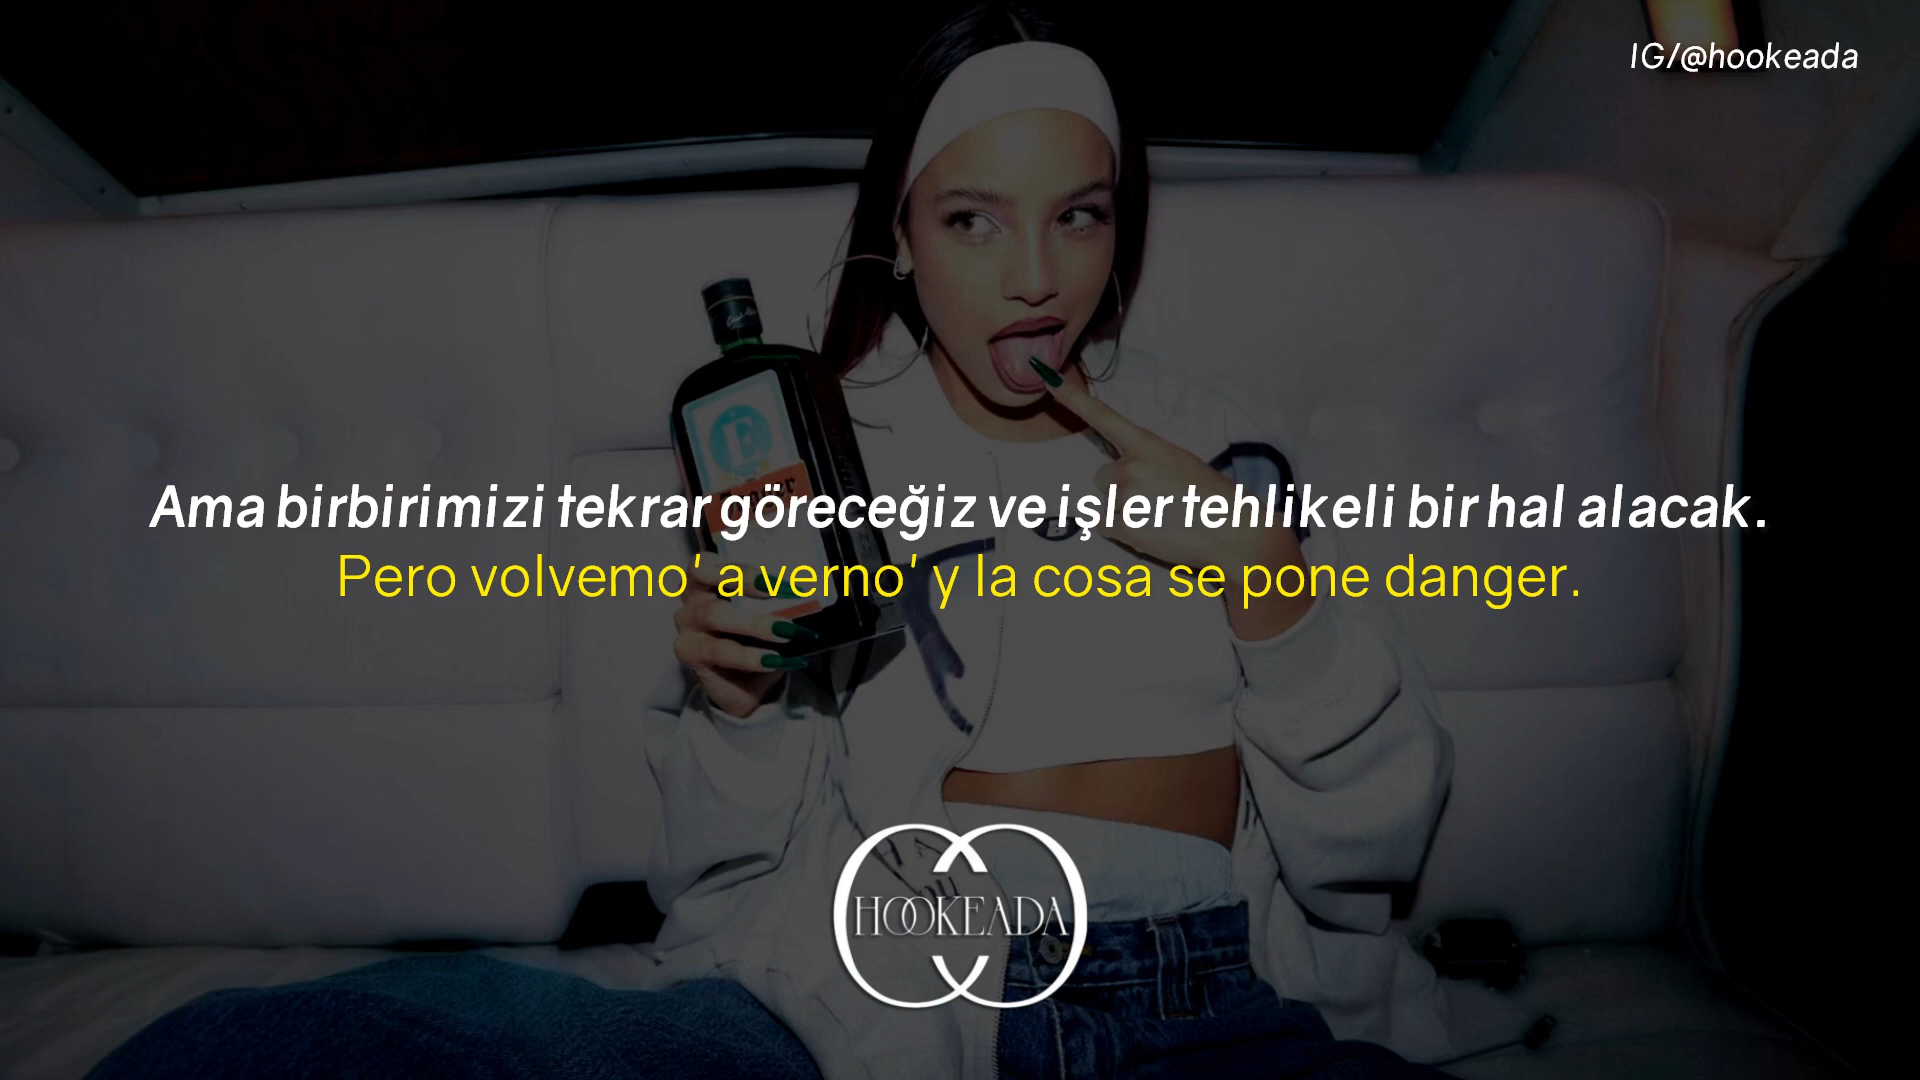 IG/@hookeada
E
Ama birbirimizi tekrar göreceğiz ve işler tehlikeli bir hal alacak.
Pero volvemo' a verno' y la cosa se pone danger.
HOOKEADA